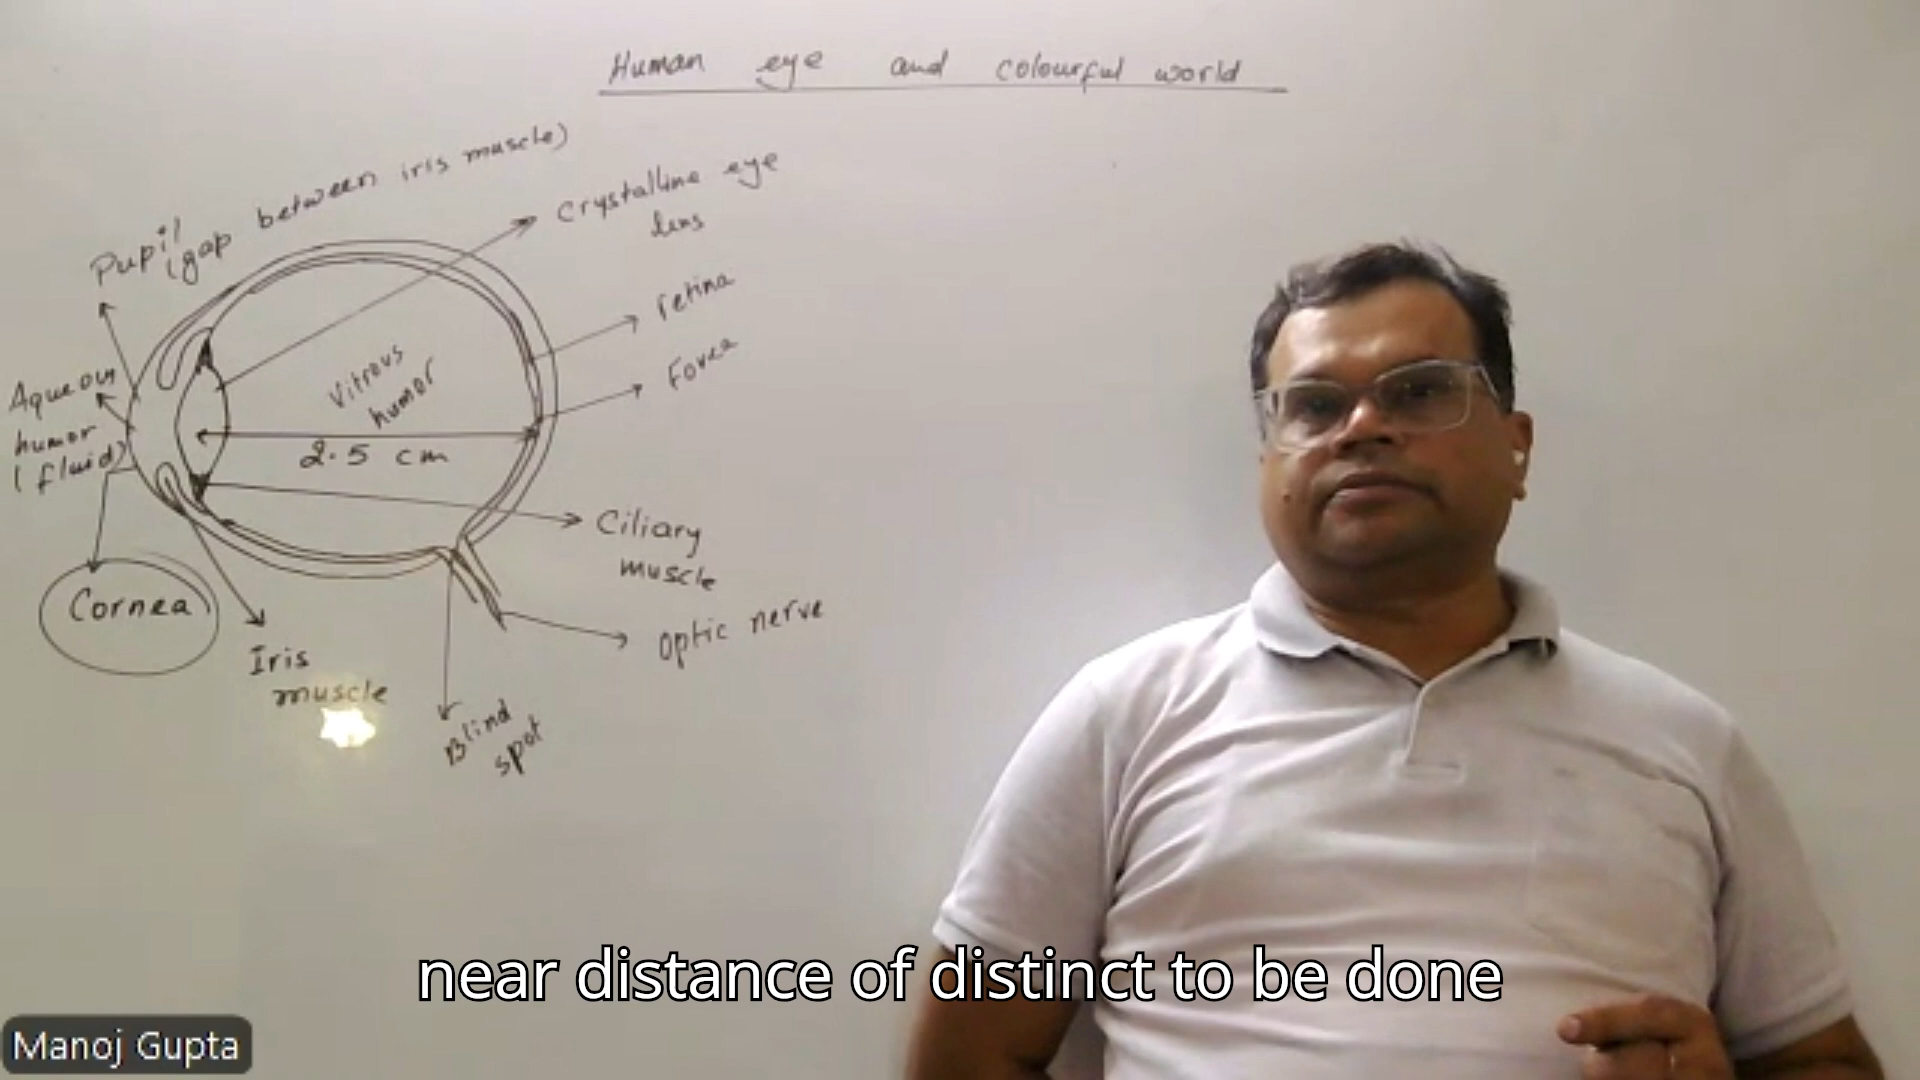 Human eye and colourful world
Pupil
(gap between iris muscle)
Crystalline eye
lens
retina
Fovea
Aqueous
humor
(fluid)
Vitrous
humor
2.5 cm
Ciliary
muscle
Cornea
Optic nerve
Iris
muscle
Blind
spot
near distance of distinct to be done
Manoj Gupta